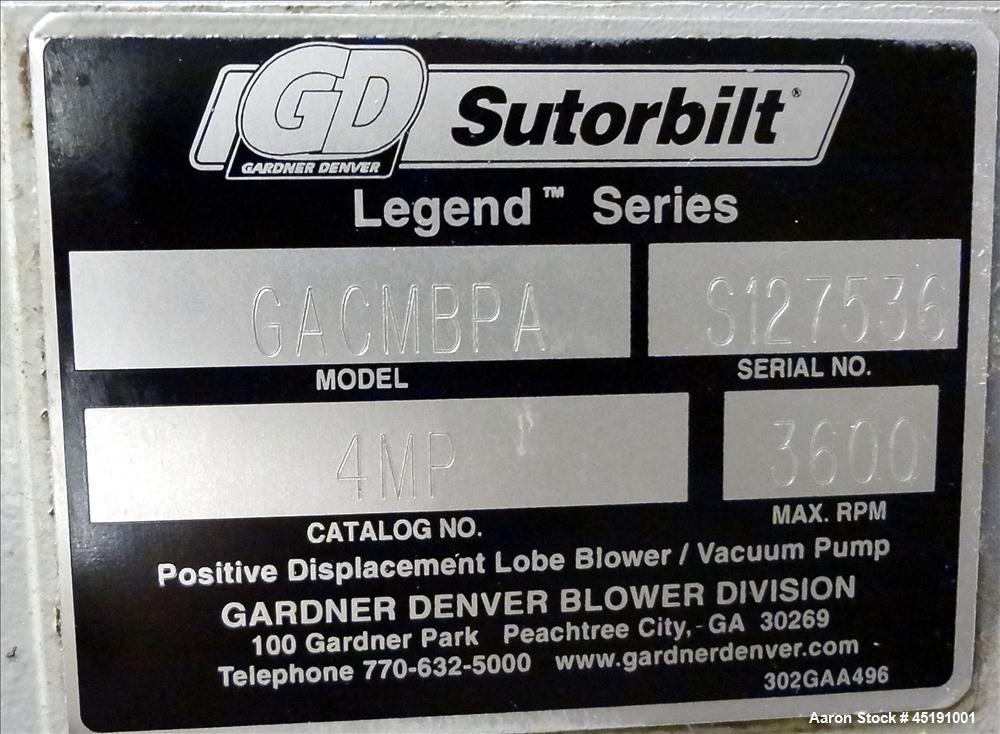 GD
GARDNER DENVER
Sutorbilt®
Legend™ Series
GACMBPA S127536
MODEL SERIAL NO.
4MP 3600
CATALOG NO. MAX. RPM
Positive Displacement Lobe Blower / Vacuum Pump
GARDNER DENVER BLOWER DIVISION
100 Gardner Park Peachtree City, GA 30269
Telephone 770-632-5000 www.gardnerdenver.com
302GAA496
Aaron Stock # 45191001